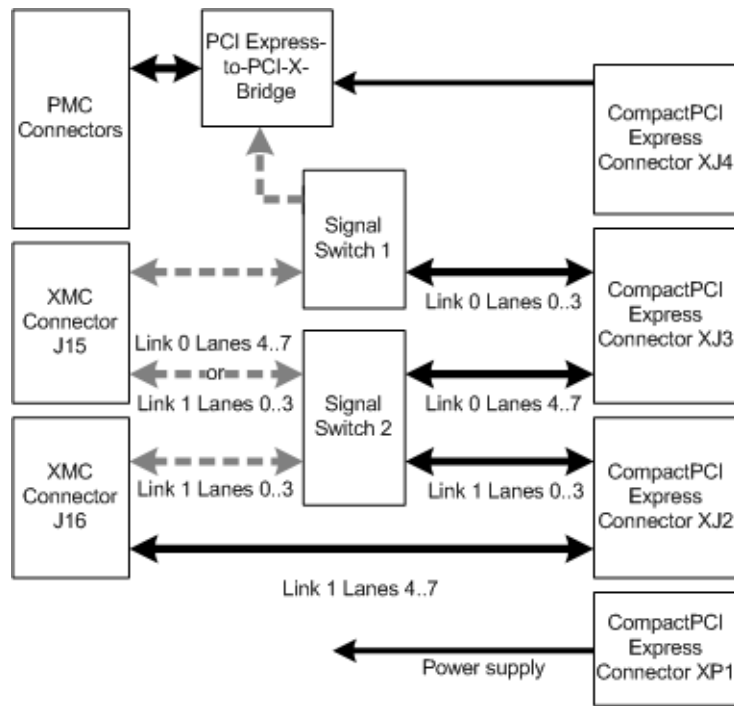 PMC
Connectors
PCI Express-
to-PCI-X-
Bridge
CompactPCI
Express
Connector XJ4
Signal
Switch 1
XMC
Connector
J15
Link 0 Lanes 0..3
CompactPCI
Express
Connector XJ3
Link 0 Lanes 4..7
or
Link 1 Lanes 0..3
Signal
Switch 2
Link 0 Lanes 4..7
XMC
Connector
J16
Link 1 Lanes 0..3
Link 1 Lanes 0..3
CompactPCI
Express
Connector XJ2
Link 1 Lanes 4..7
Power supply
CompactPCI
Express
Connector XP1